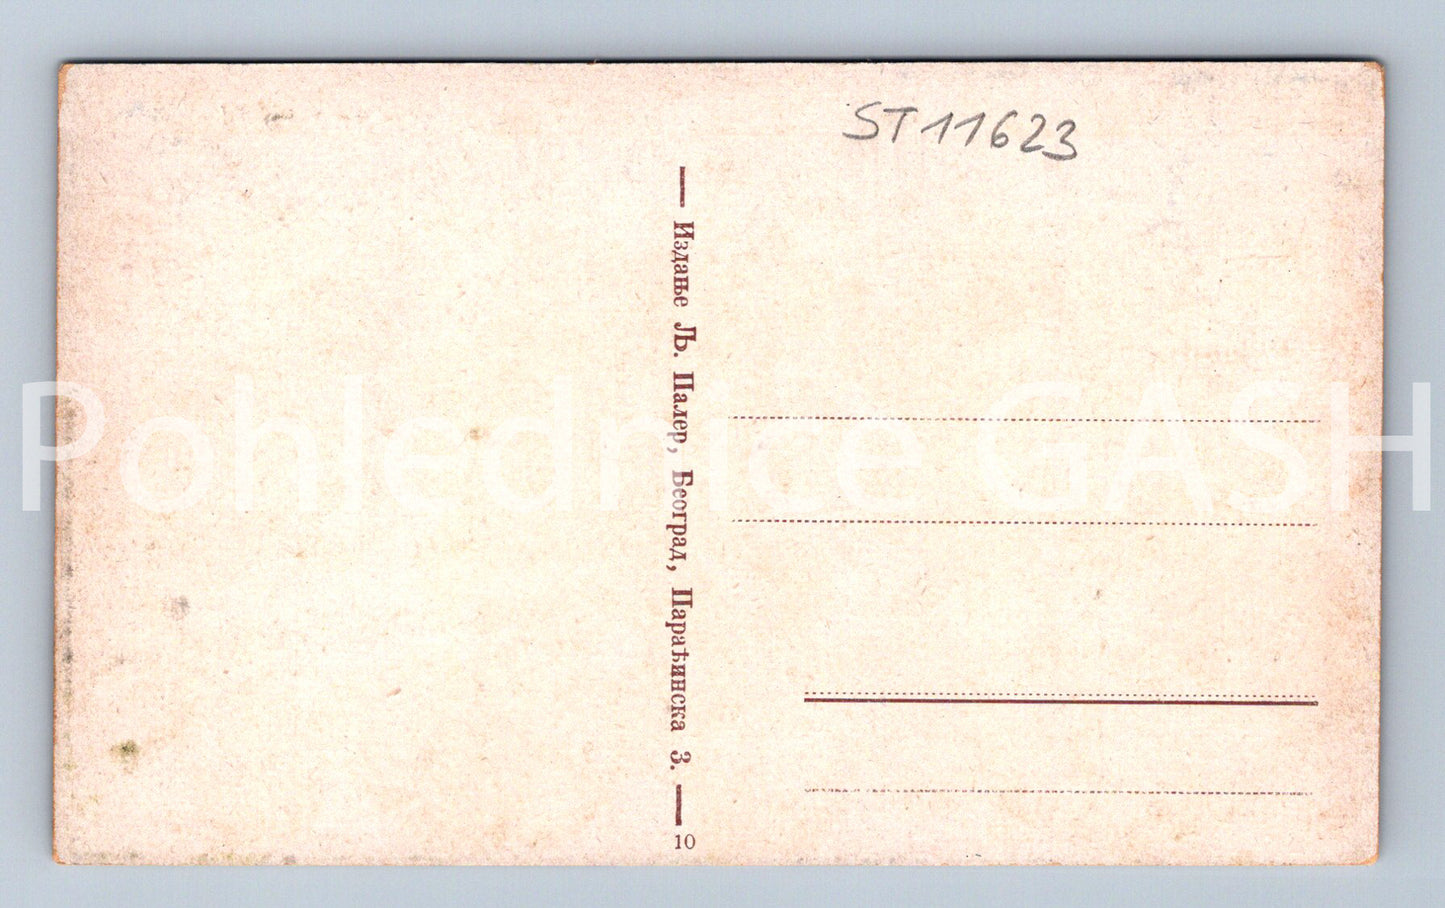 ST11623
— Издање Љ. Палер, Београд, Параћинска 3. —
10
Pohlednice GASH